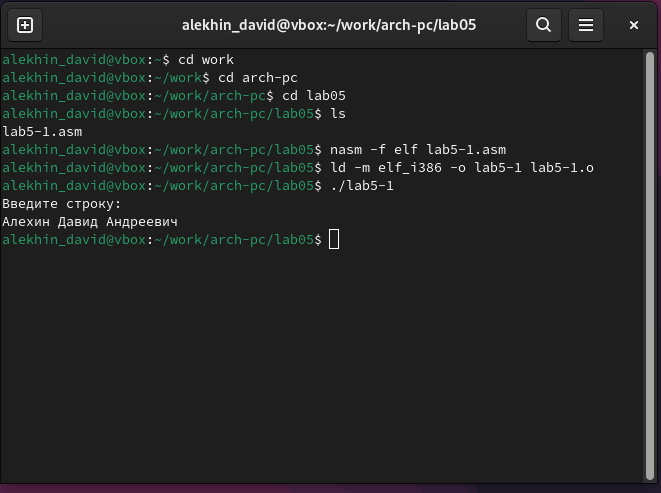 alekhin_david@vbox:~/work/arch-pc/lab05
alekhin_david@vbox:~$ cd work
alekhin_david@vbox:~/work$ cd arch-pc
alekhin_david@vbox:~/work/arch-pc$ cd lab05
alekhin_david@vbox:~/work/arch-pc/lab05$ ls
lab5-1.asm
alekhin_david@vbox:~/work/arch-pc/lab05$ nasm -f elf lab5-1.asm
alekhin_david@vbox:~/work/arch-pc/lab05$ ld -m elf_i386 -o lab5-1 lab5-1.o
alekhin_david@vbox:~/work/arch-pc/lab05$ ./lab5-1
Введите строку:
Алехин Давид Андреевич
alekhin_david@vbox:~/work/arch-pc/lab05$